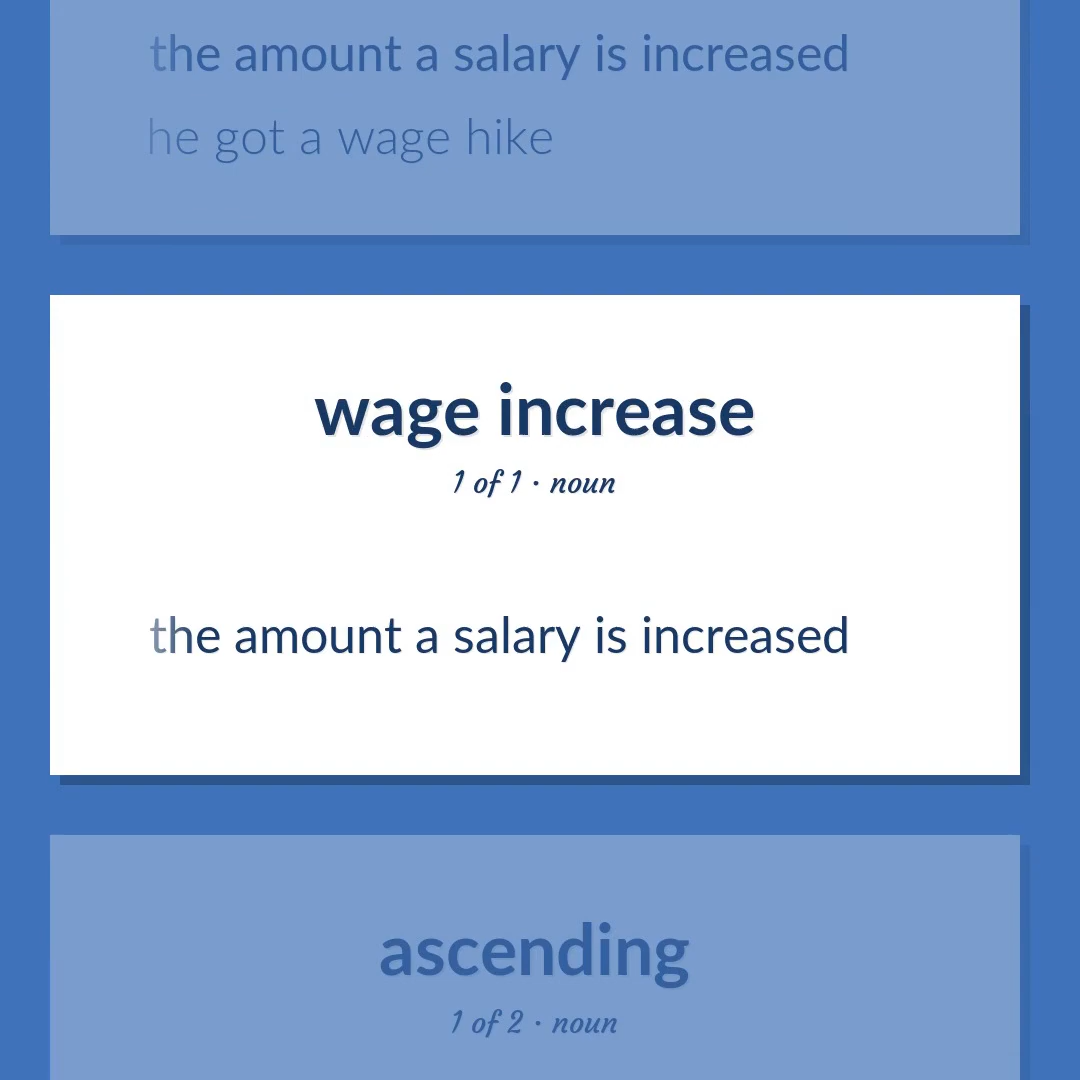 the amount a salary is increased
he got a wage hike
wage increase
1 of 1 · noun
the amount a salary is increased
ascending
1 of 2 · noun